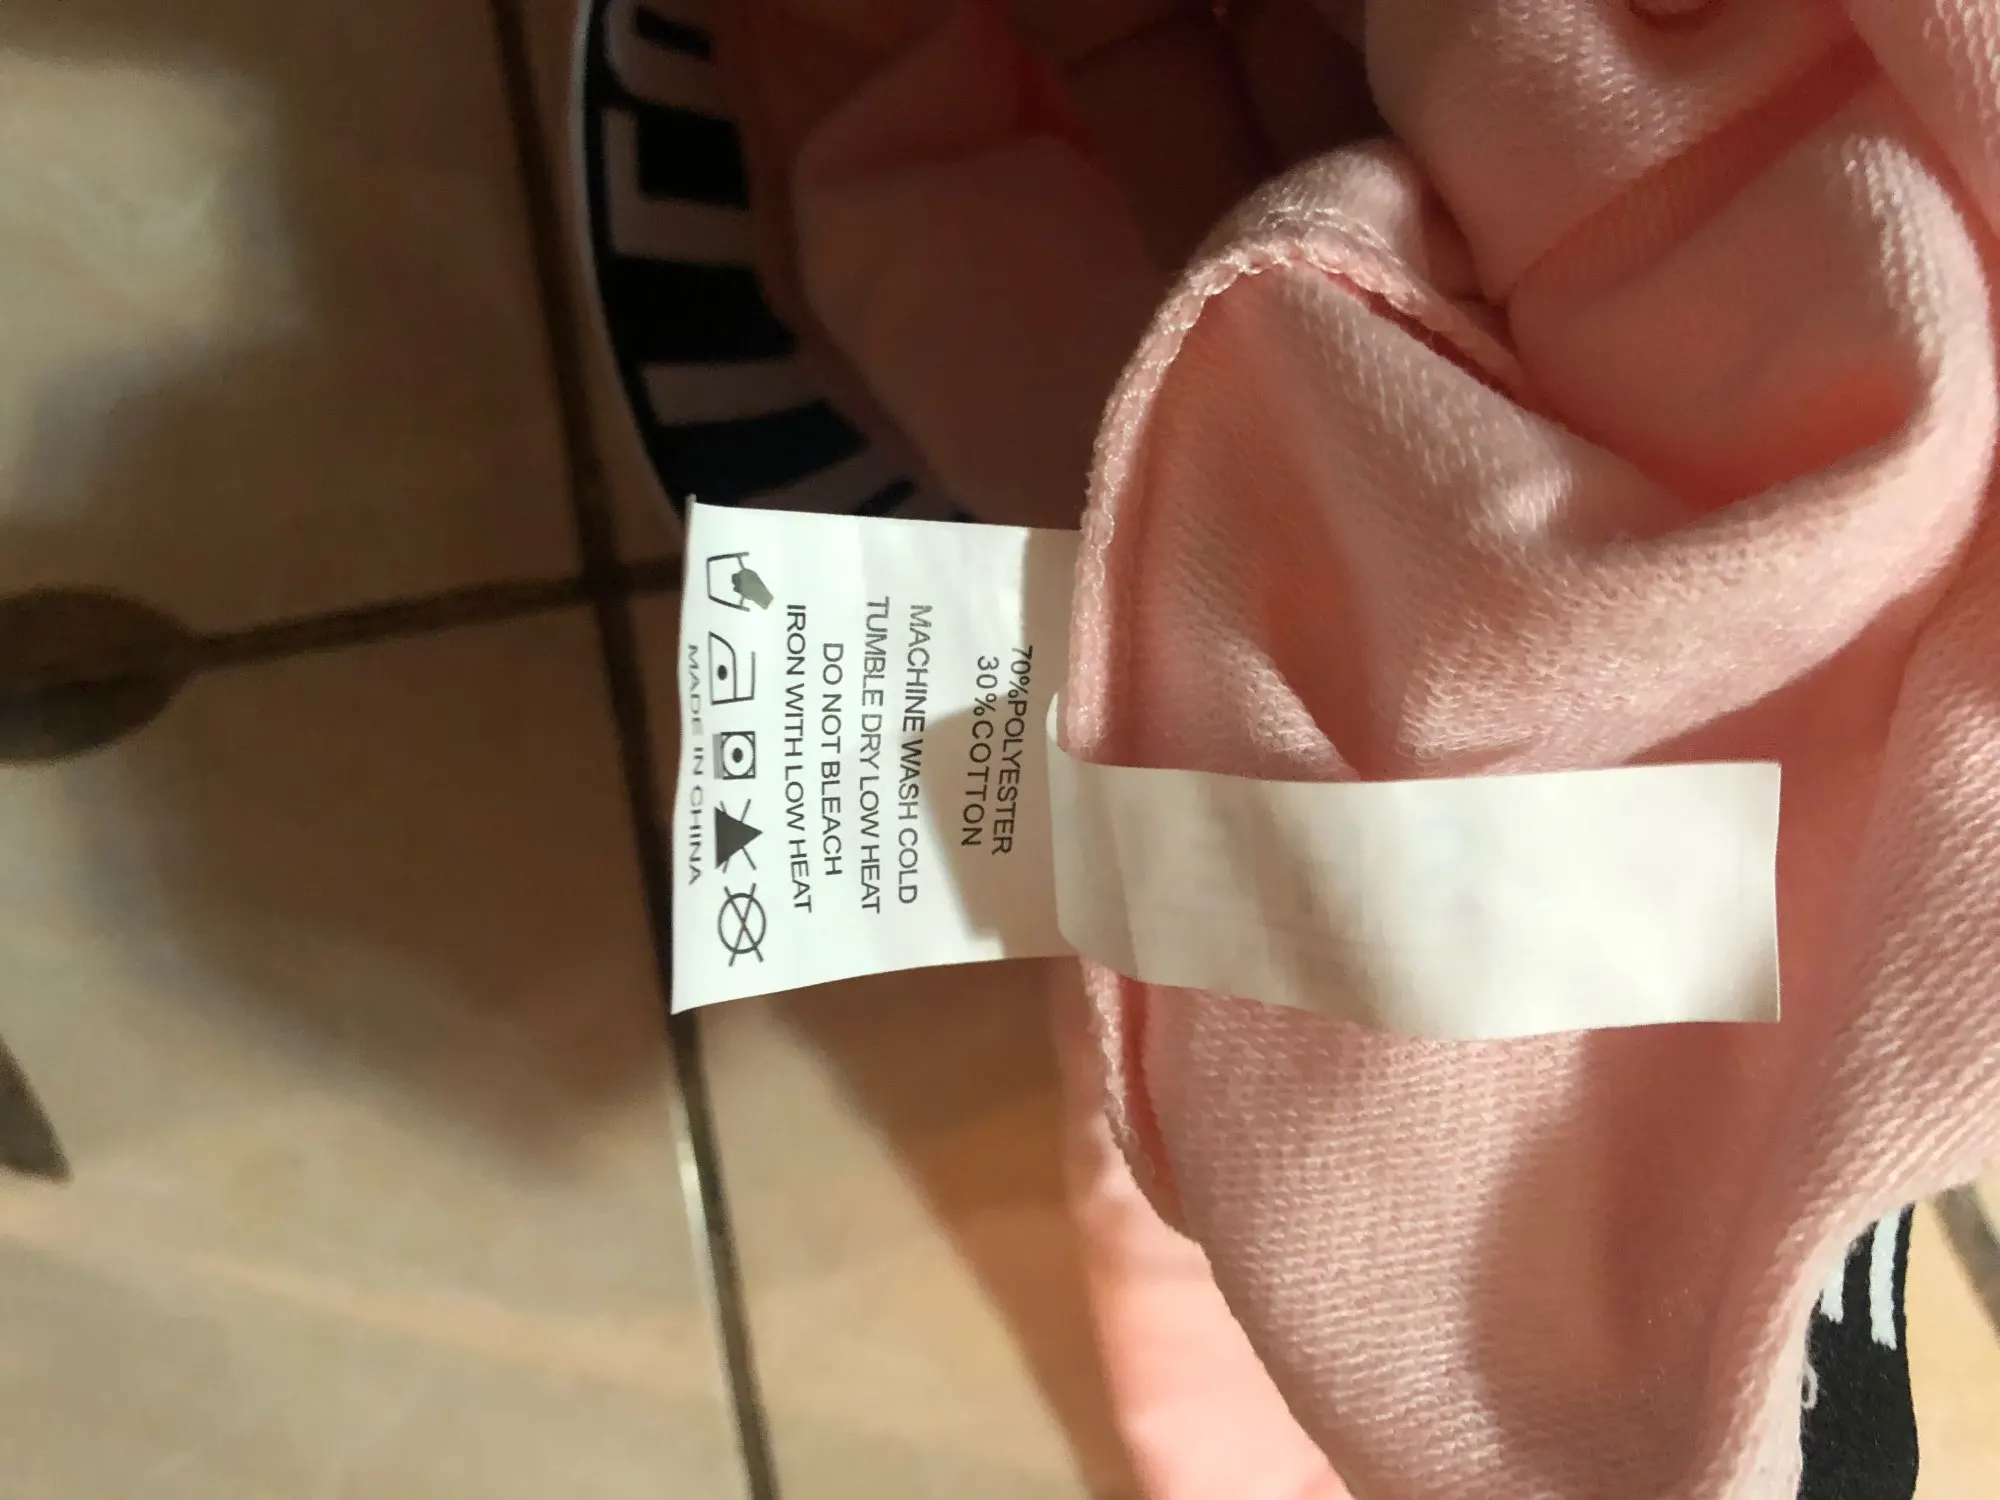 70%POLYESTER
30%COTTON
MACHINE WASH COLD
TUMBLE DRY LOW HEAT
DO NOT BLEACH
IRON WITH LOW HEAT
MADE IN CHINA